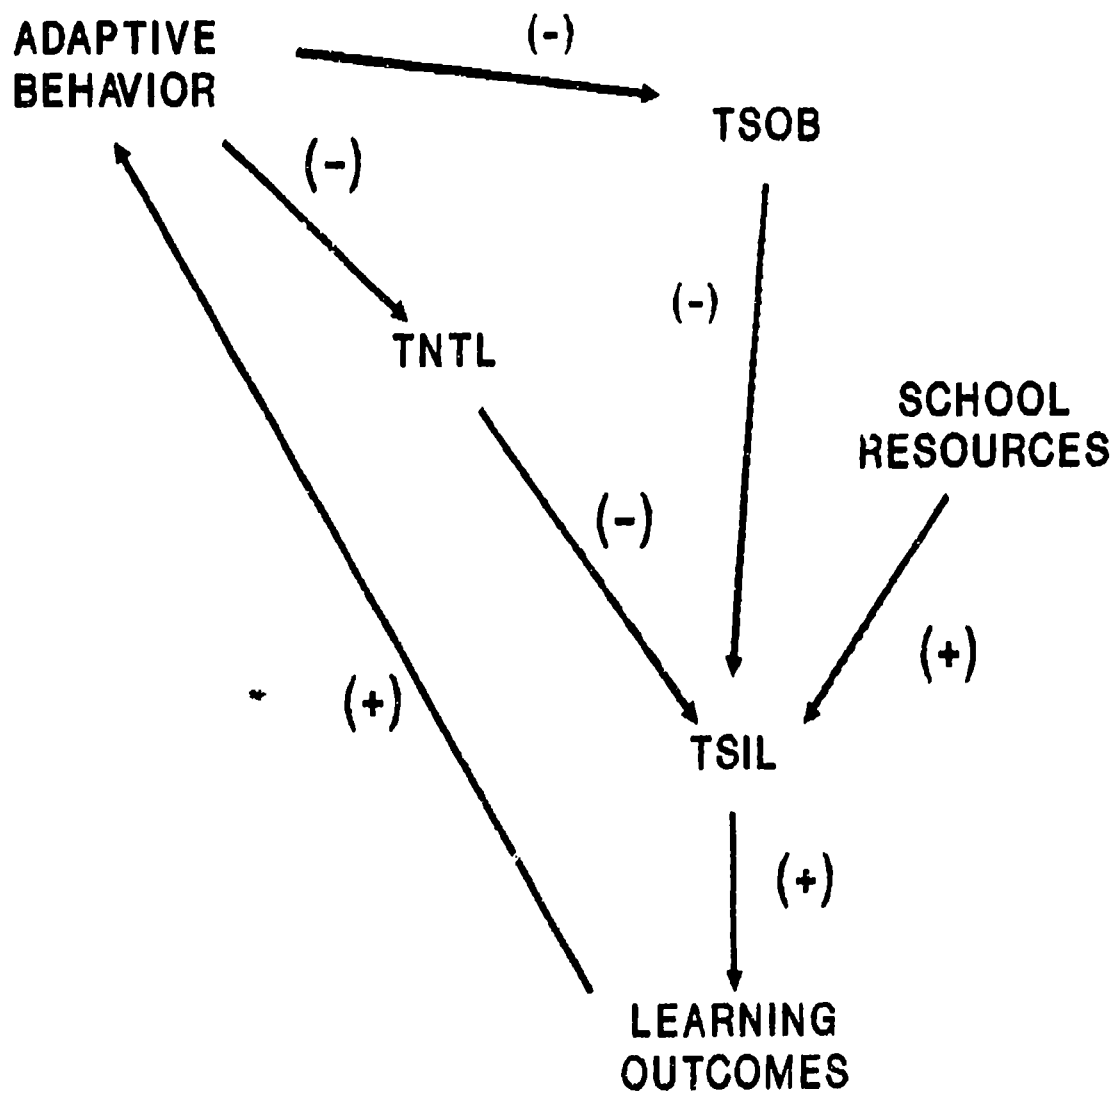 ADAPTIVE
BEHAVIOR
(-)
TSOB
(-)
(-)
TNTL
SCHOOL
RESOURCES
(-)
(+)
(+)
TSIL
(+)
LEARNING
OUTCOMES